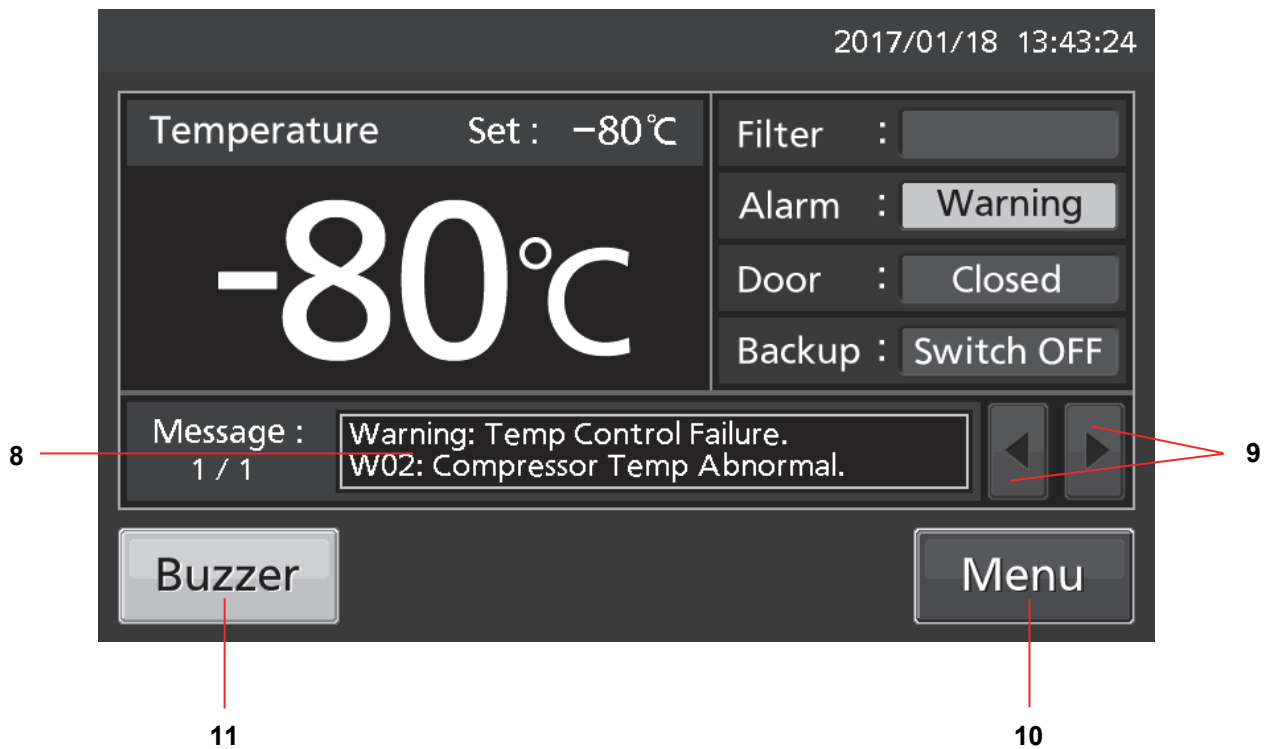 2017/01/18 13:43:24
Temperature Set : −80℃
-80℃
Filter :
Alarm : Warning
Door : Closed
Backup : Switch OFF
Message :
1 / 1
Warning: Temp Control Failure.
W02: Compressor Temp Abnormal.
8
9
Buzzer
Menu
11
10